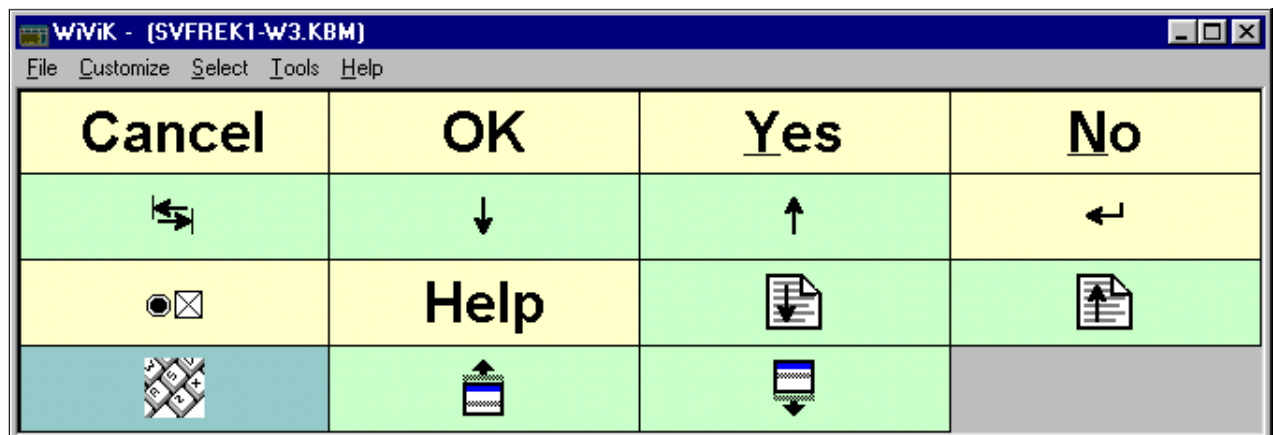 WiViK - (SVFREK1-W3.KBM)
File Customize Select Tools Help
Cancel OK Yes No
Help